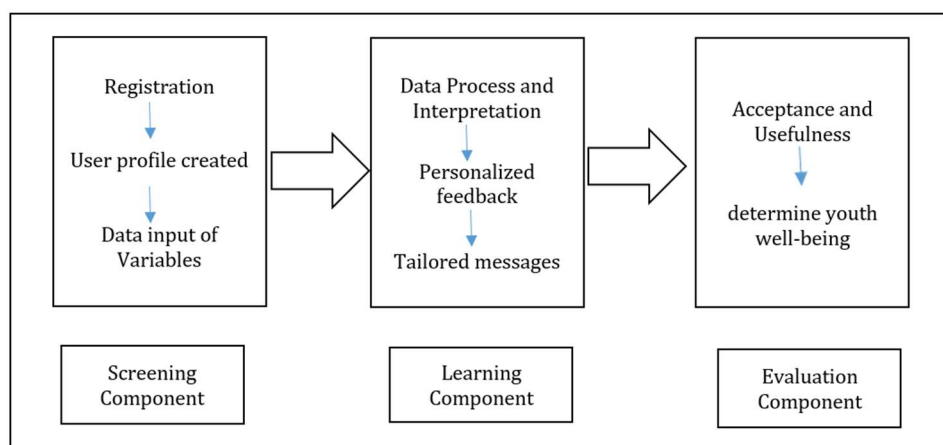 Registration
User profile created
Data input of
Variables
Data Process and
Interpretation
Personalized
feedback
Tailored messages
Acceptance and
Usefulness
determine youth
well-being
Screening
Component
Learning
Component
Evaluation
Component